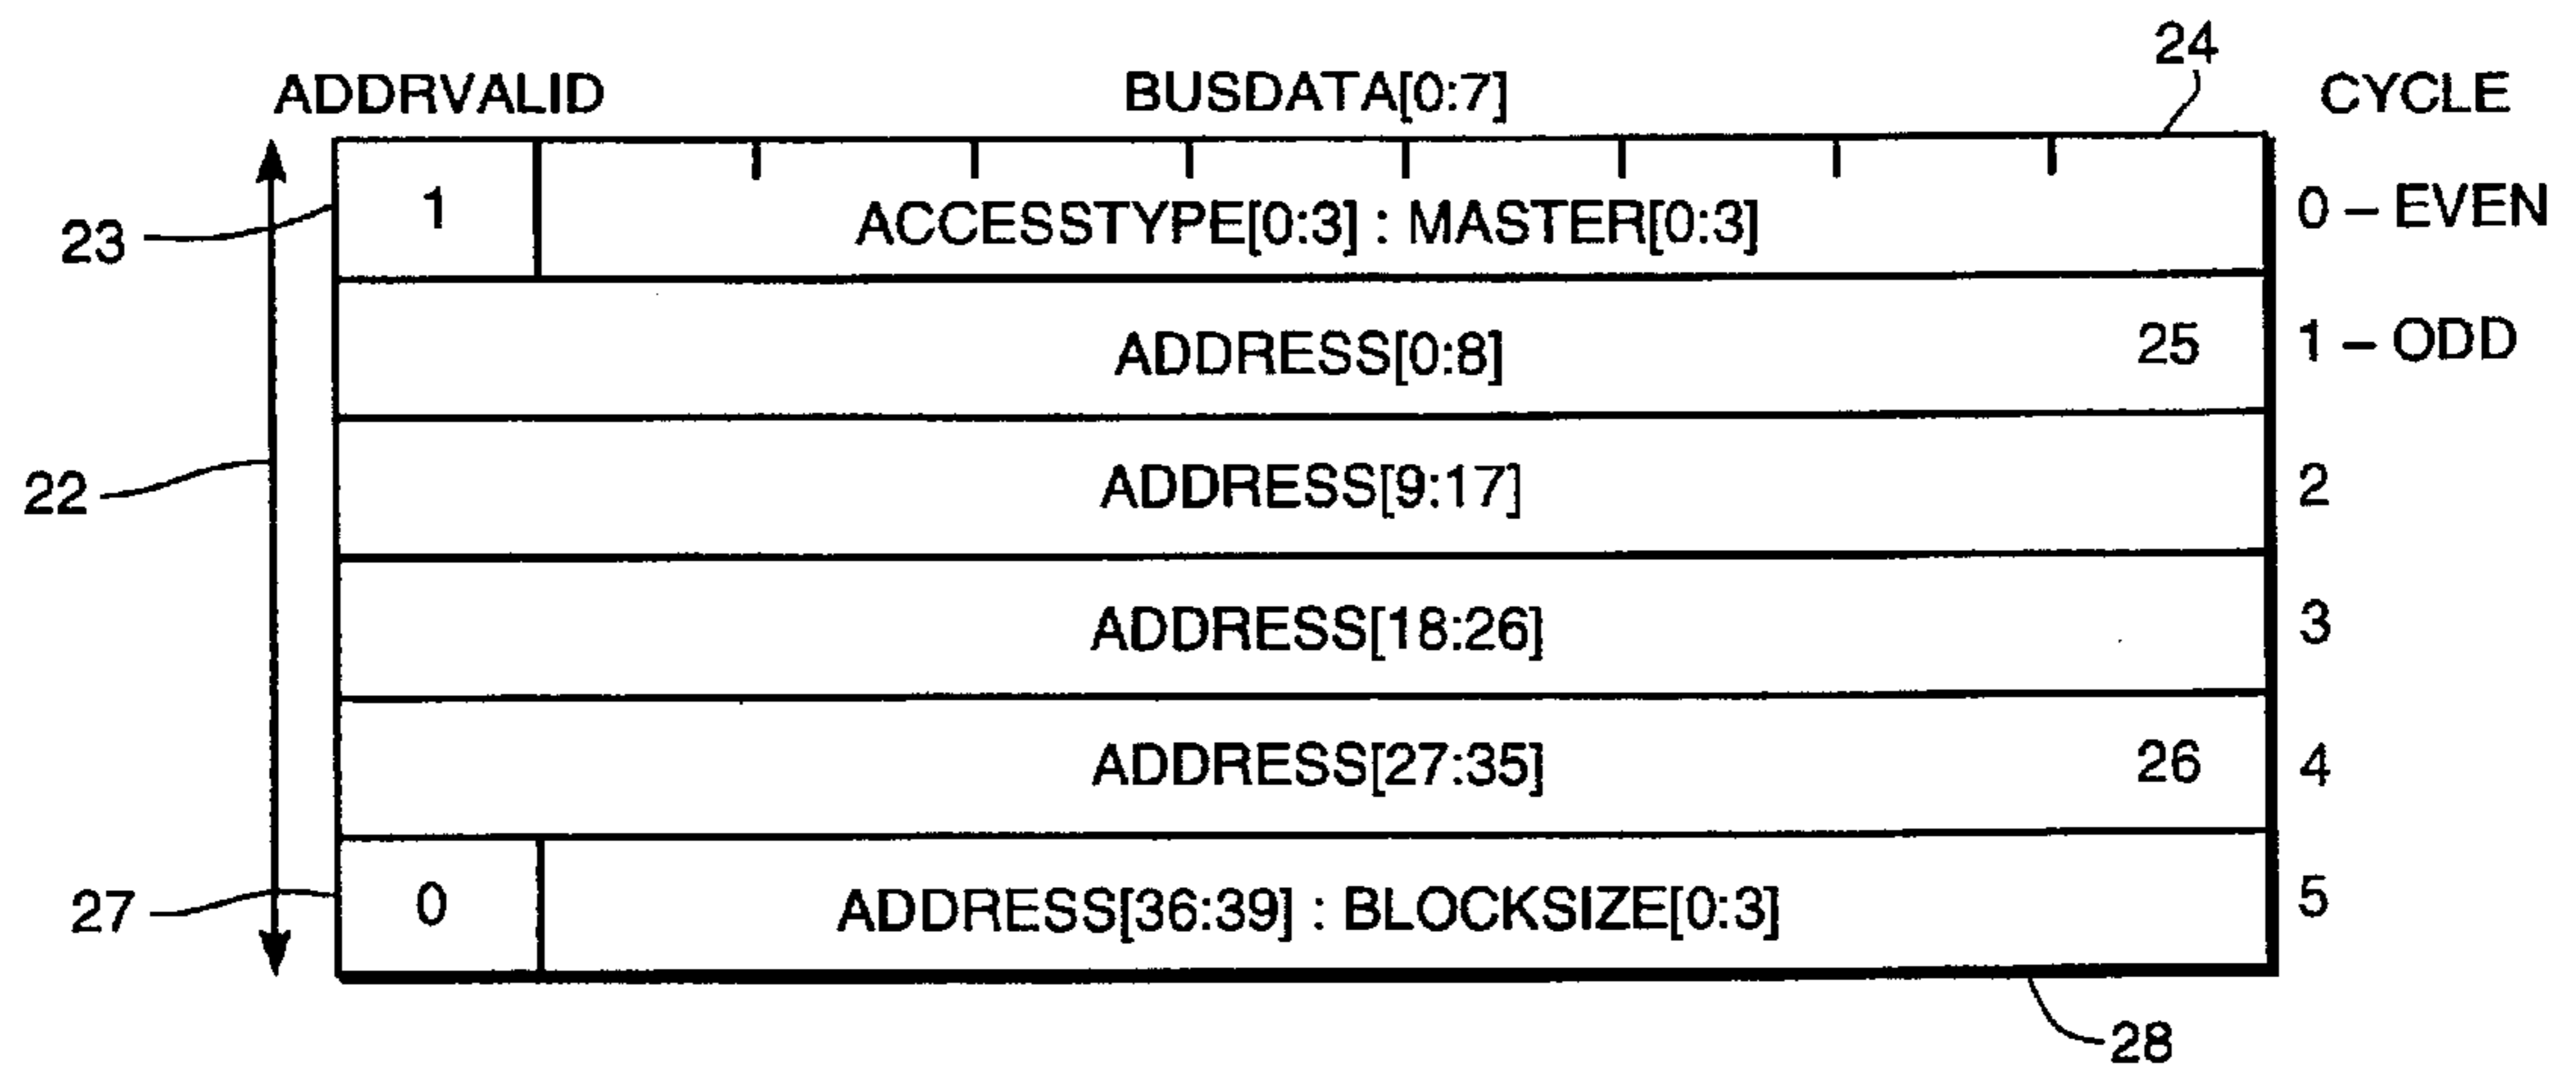 24
ADDRVALID BUSDATA[0:7] CYCLE
23 1 ACCESSTYPE[0:3] : MASTER[0:3] 0 – EVEN
ADDRESS[0:8] 25 1 – ODD
22 ADDRESS[9:17] 2
ADDRESS[18:26] 3
ADDRESS[27:35] 26 4
27 0 ADDRESS[36:39] : BLOCKSIZE[0:3] 5
28